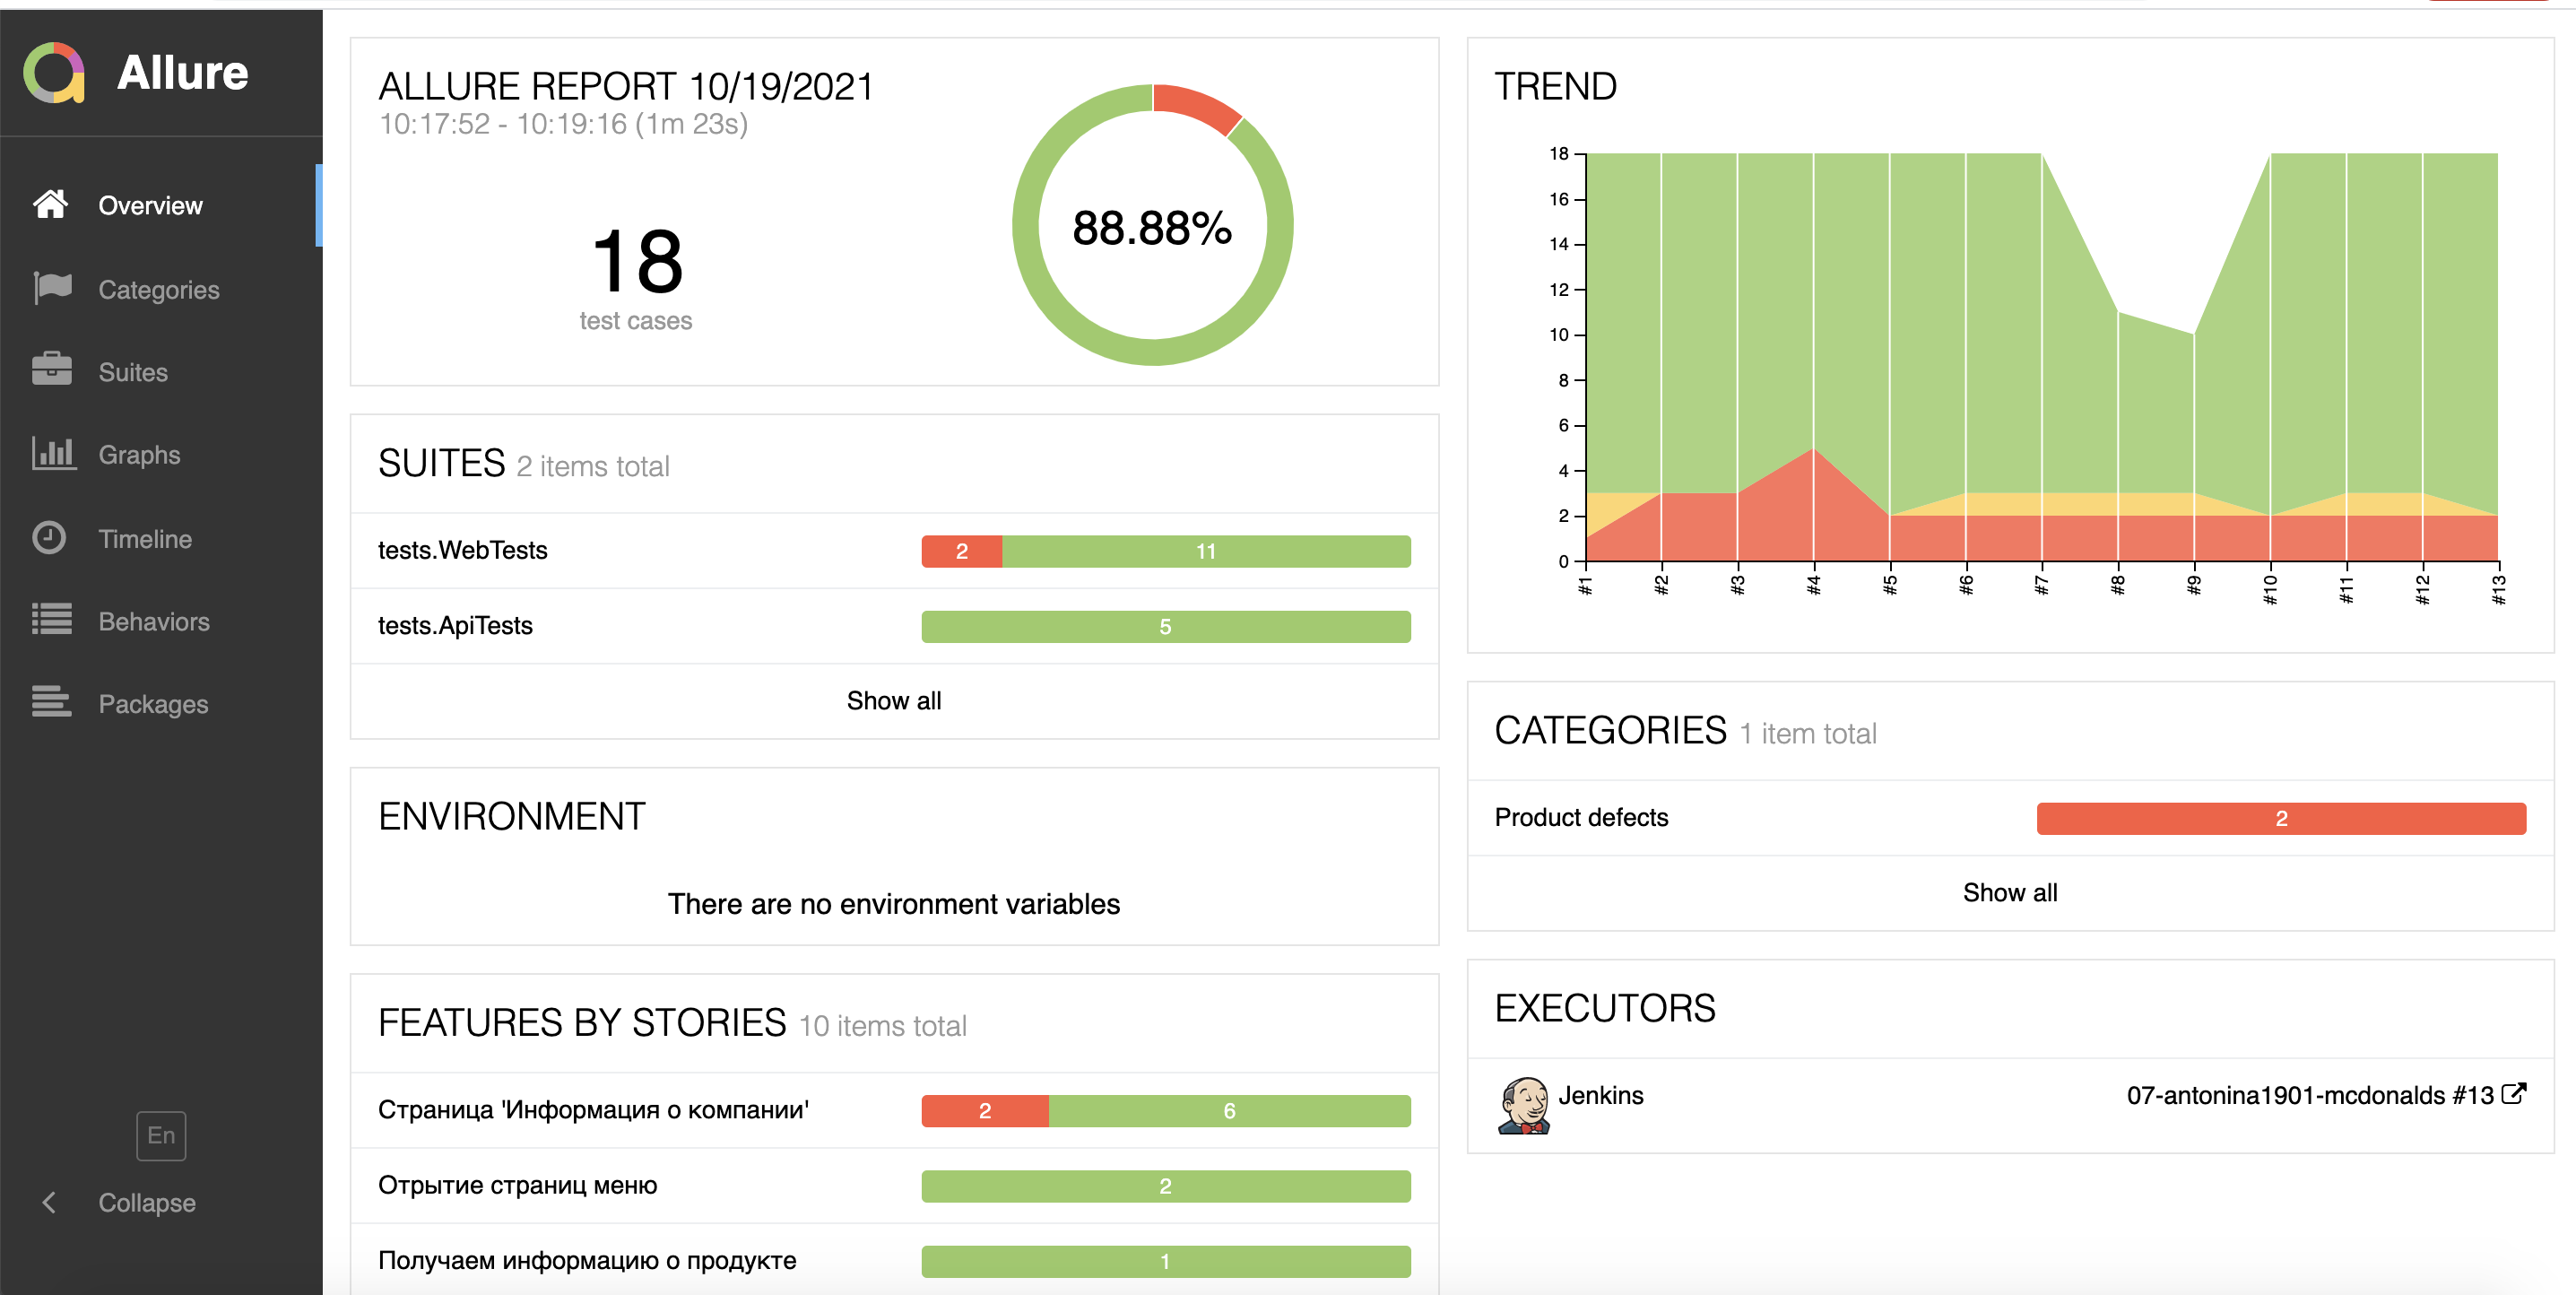 Allure
Overview
Categories
Suites
Graphs
Timeline
Behaviors
Packages
En
Collapse
ALLURE REPORT 10/19/2021
10:17:52 - 10:19:16 (1m 23s)
18
test cases
88.88%
SUITES 2 items total
tests.WebTests 2 11
tests.ApiTests 5
Show all
ENVIRONMENT
There are no environment variables
FEATURES BY STORIES 10 items total
Страница 'Информация о компании' 2 6
Отрытие страниц меню 2
Получаем информацию о продукте 1
TREND
18
16
14
12
10
8
6
4
2
0
#1 #2 #3 #4 #5 #6 #7 #8 #9 #10 #11 #12 #13
CATEGORIES 1 item total
Product defects 2
Show all
EXECUTORS
Jenkins 07-antonina1901-mcdonalds #13